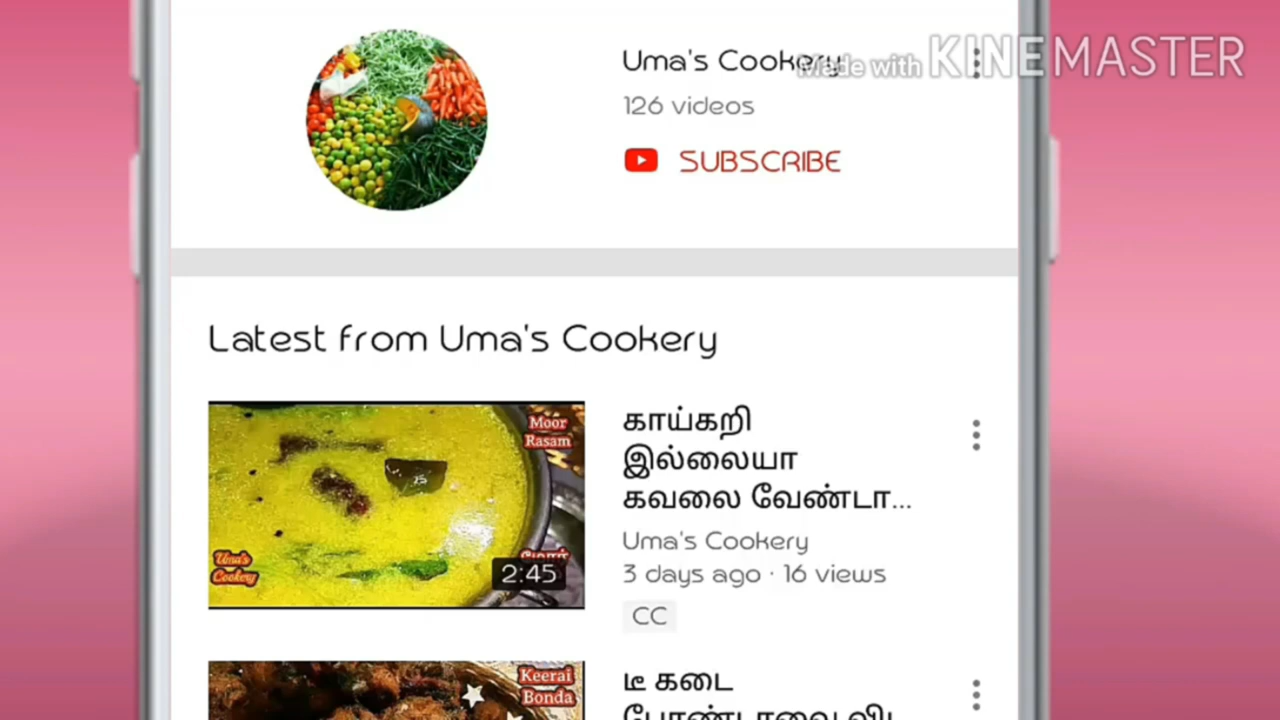 Uma's Cookery
Made with KINEMASTER
126 videos
SUBSCRIBE
Latest from Uma's Cookery
Moor
Rasam
Uma's
Cookery
2:45
காய்கறி
இல்லையா
கவலை வேண்டா...
Uma's Cookery
3 days ago · 16 views
CC
Keerai
Bonda
டீ கடை